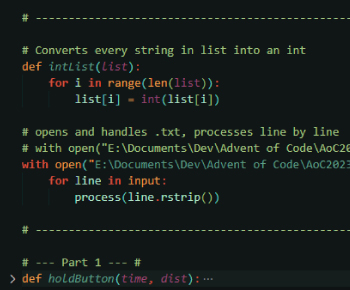 # ---------------------------------------------
# Converts every string in list into an int
def intList(list):
    for i in range(len(list)):
        list[i] = int(list[i])
# opens and handles .txt, processes line by line
# with open("E:\Documents\Dev\Advent of Code\AoC2
with open("E:\Documents\Dev\Advent of Code\AoC2023
    for line in input:
        process(line.rstrip())
# ---------------------------------------------
# --- Part 1 --- #
> def holdButton(time, dist):···